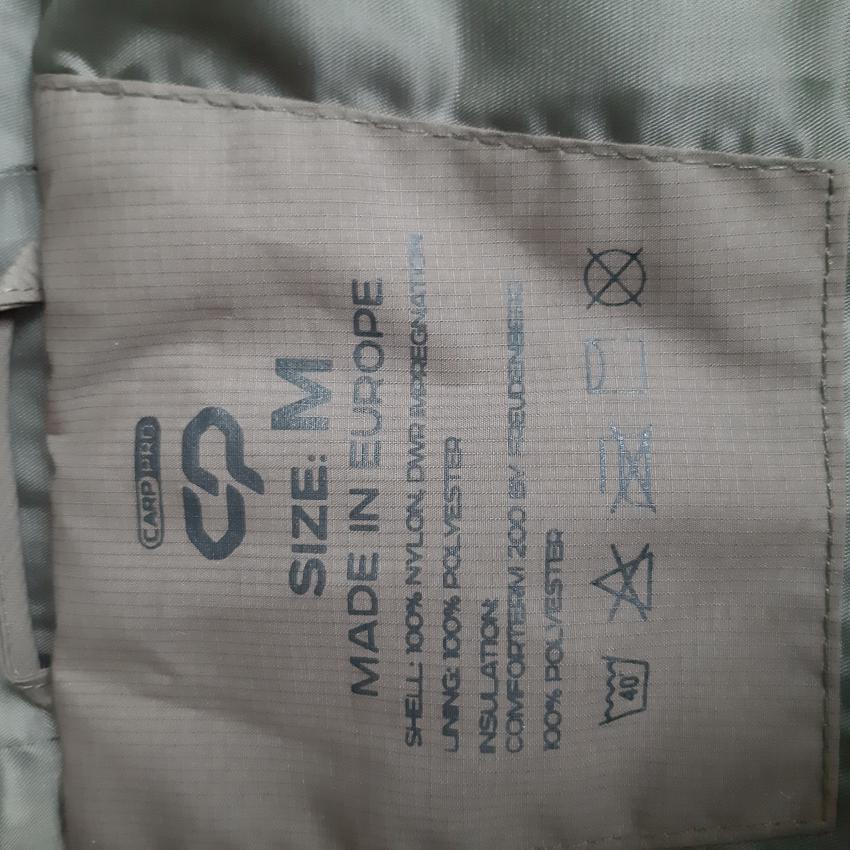 CARP PRO
CP
SIZE: M
MADE IN EUROPE
SHELL: 100% NYLON, DWR IMPREGNATION
LINING: 100% POLYESTER
INSULATION:
COMFORTERM 200 BY FREUDENBERG
100% POLYESTER
40°